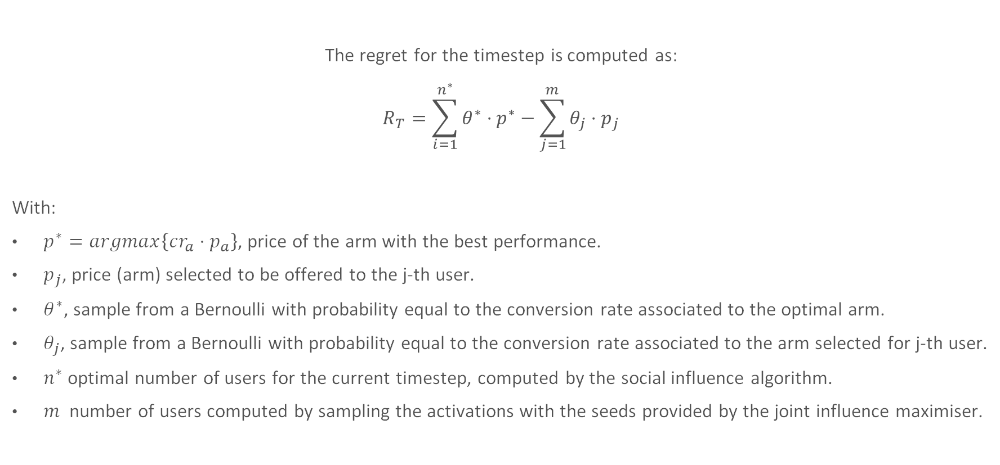 The regret for the timestep is computed as:
$R_T = \sum_{i=1}^{n^*} \theta^* \cdot p^* - \sum_{j=1}^{m} \theta_j \cdot p_j$
With:
• $p^* = argmax\{cr_a \cdot p_a\}$, price of the arm with the best performance.
• $p_j$, price (arm) selected to be offered to the j-th user.
• $\theta^*$, sample from a Bernoulli with probability equal to the conversion rate associated to the optimal arm.
• $\theta_j$, sample from a Bernoulli with probability equal to the conversion rate associated to the arm selected for j-th user.
• $n^*$ optimal number of users for the current timestep, computed by the social influence algorithm.
• $m$ number of users computed by sampling the activations with the seeds provided by the joint influence maximiser.